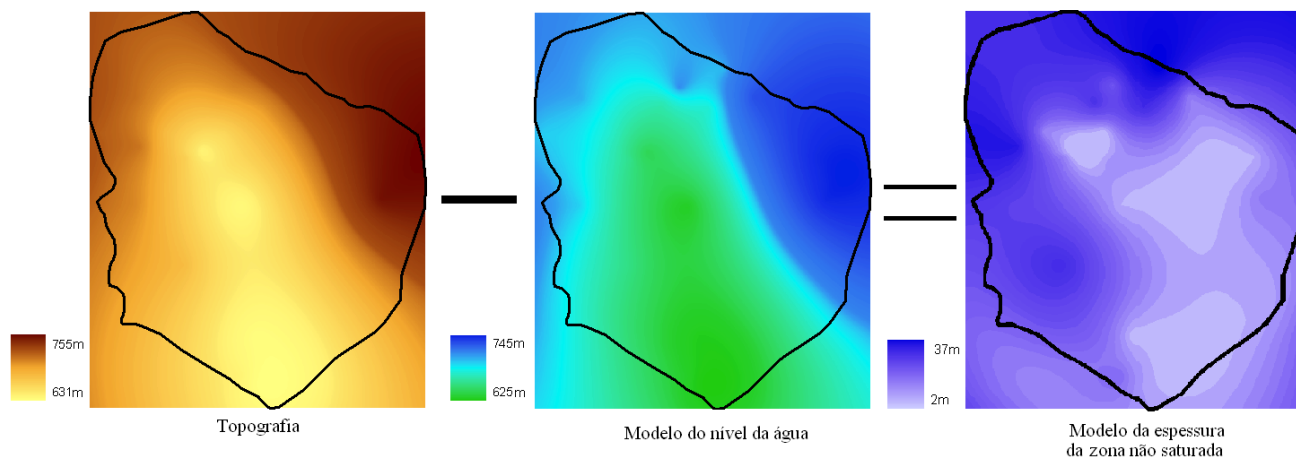 755m
631m
Topografia
745m
625m
Modelo do nível da água
37m
2m
Modelo da espessura
da zona não saturada